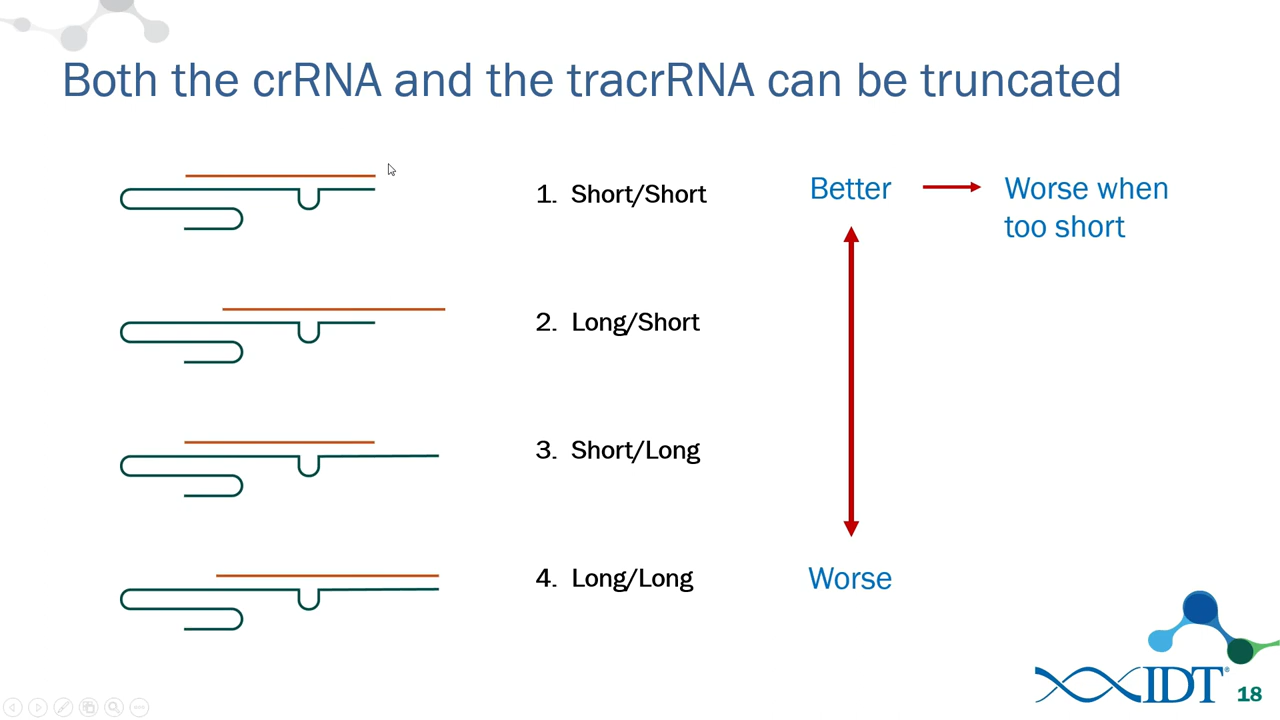 Both the crRNA and the tracrRNA can be truncated
1. Short/Short
Better
Worse when
too short
2. Long/Short
3. Short/Long
4. Long/Long
Worse
IDT®
18